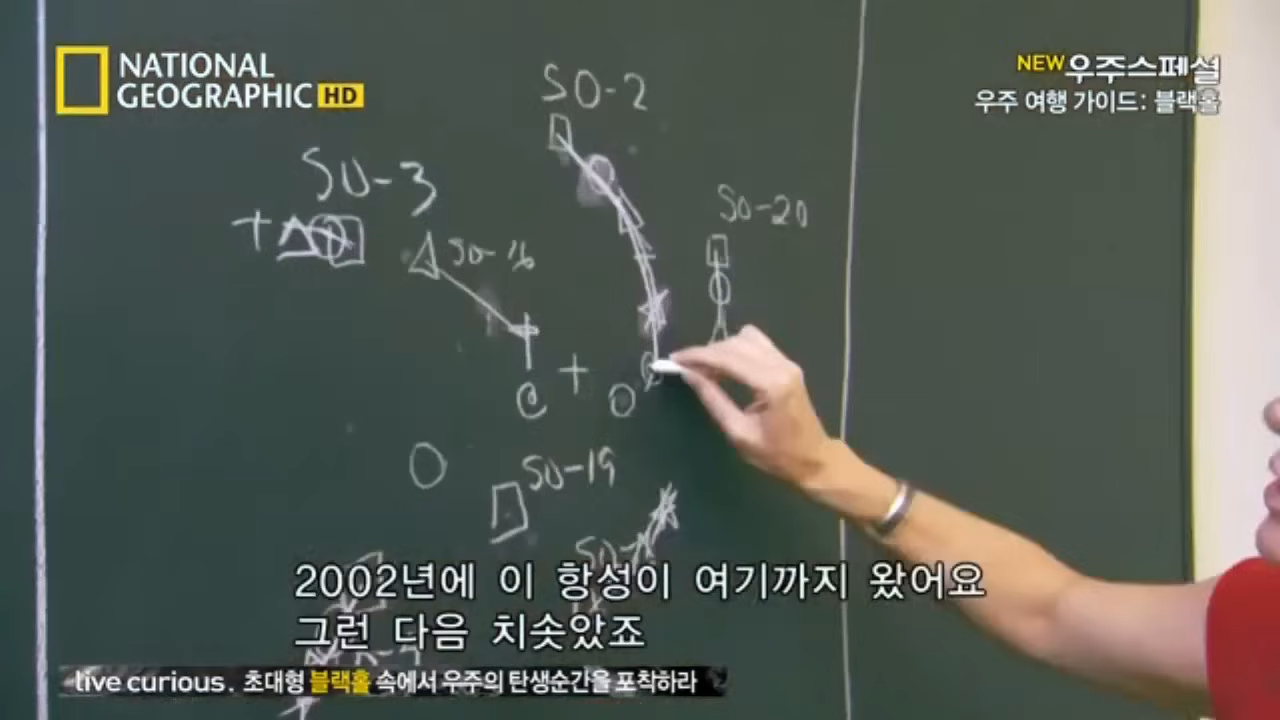 NATIONAL
GEOGRAPHIC HD
NEW 우주스페셜
우주 여행 가이드: 블랙홀
SO-2
SO-3
SO-20
SO-16
SO-19
2002년에 이 항성이 여기까지 왔어요
그런 다음 치솟았죠
live curious. 초대형 블랙홀 속에서 우주의 탄생순간을 포착하라